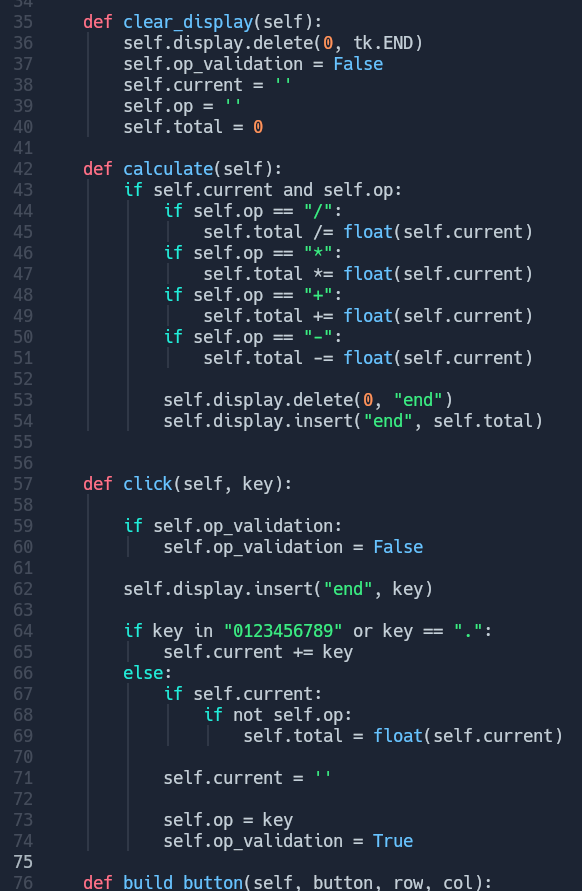 34
35 def clear_display(self):
36 self.display.delete(0, tk.END)
37 self.op_validation = False
38 self.current = ''
39 self.op = ''
40 self.total = 0
41
42 def calculate(self):
43 if self.current and self.op:
44 if self.op == "/":
45 self.total /= float(self.current)
46 if self.op == "*":
47 self.total *= float(self.current)
48 if self.op == "+":
49 self.total += float(self.current)
50 if self.op == "-":
51 self.total -= float(self.current)
52
53 self.display.delete(0, "end")
54 self.display.insert("end", self.total)
55
56
57 def click(self, key):
58
59 if self.op_validation:
60 self.op_validation = False
61
62 self.display.insert("end", key)
63
64 if key in "0123456789" or key == ".":
65 self.current += key
66 else:
67 if self.current:
68 if not self.op:
69 self.total = float(self.current)
70
71 self.current = ''
72
73 self.op = key
74 self.op_validation = True
75
76 def build_button(self, button, row, col):